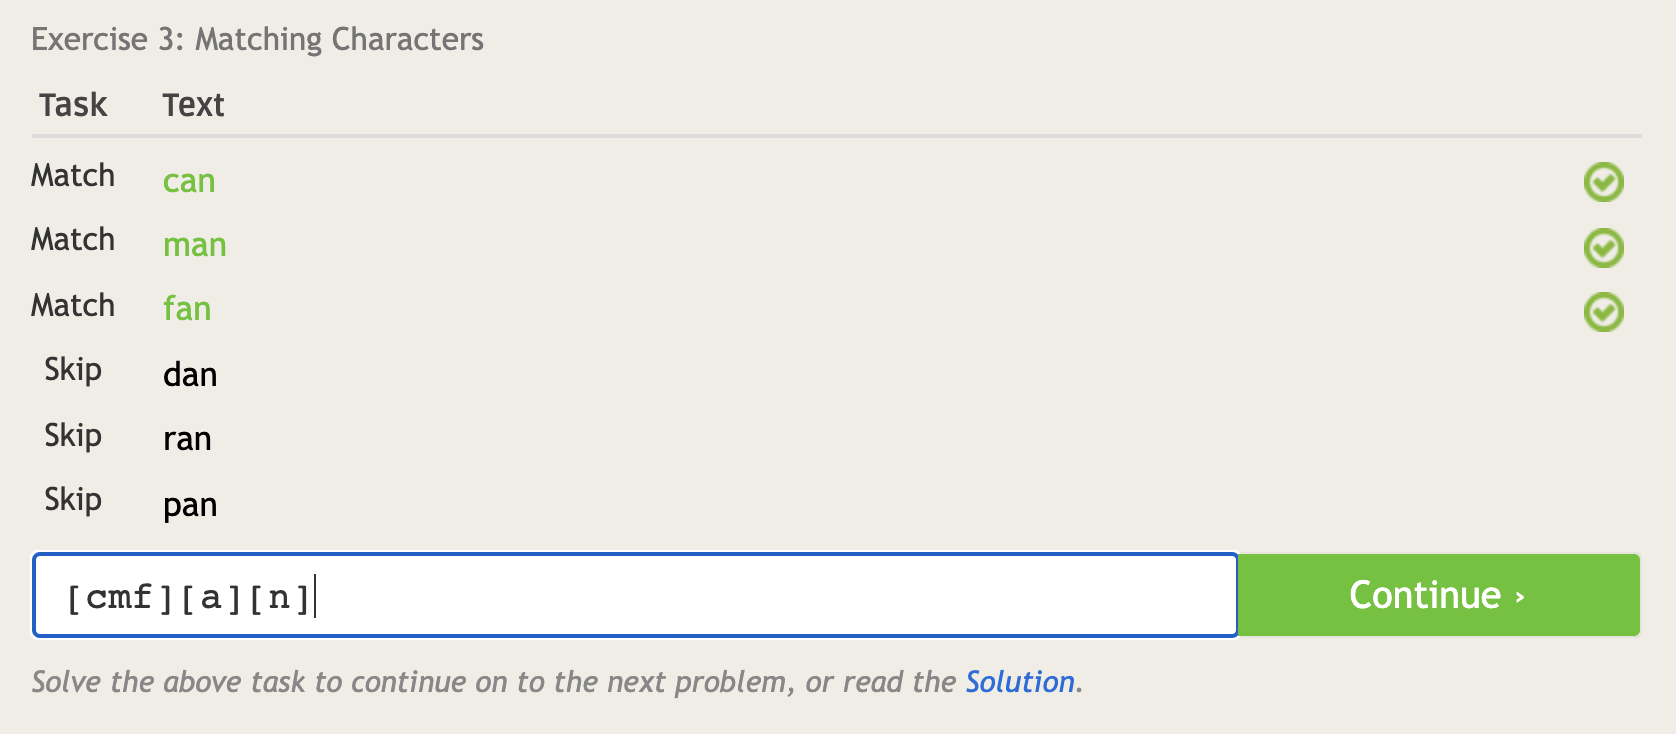 Exercise 3: Matching Characters
Task Text
Match can
Match man
Match fan
Skip dan
Skip ran
Skip pan
[cmf][a][n]
Continue ›
Solve the above task to continue on to the next problem, or read the Solution.